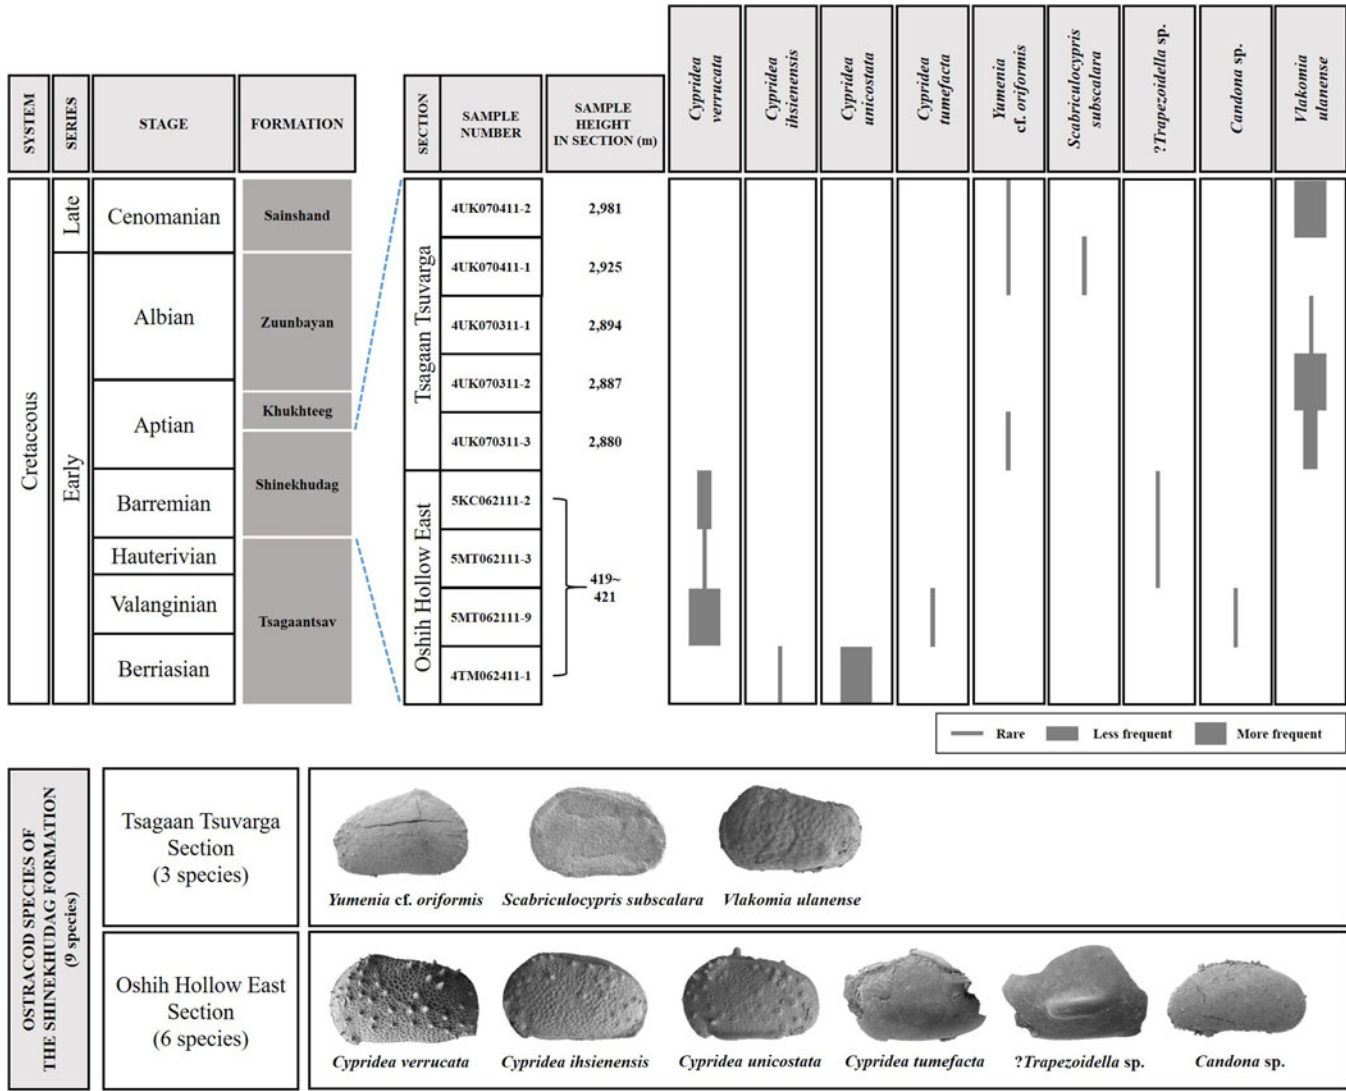 SYSTEM
SERIES
STAGE
FORMATION
SECTION
SAMPLE
NUMBER
SAMPLE
HEIGHT
IN SECTION (m)
Cypridea
verrucata
Cypridea
ihsienensis
Cypridea
unicostata
Cypridea
tumefacta
Yumenia
cf. oriformis
Scabriculocypris
subscalara
?Trapezoidella sp.
Candona sp.
Vlakomia
ulanense
Cretaceous
Late
Early
Cenomanian
Albian
Aptian
Barremian
Hauterivian
Valanginian
Berriasian
Sainshand
Zuunbayan
Khukhteeg
Shinekhudag
Tsagaantsav
Tsagaan Tsuvarga
Oshih Hollow East
4UK070411-2
2,981
4UK070411-1
2,925
4UK070311-1
2,894
4UK070311-2
2,887
4UK070311-3
2,880
5KC062111-2
5MT062111-3
5MT062111-9
4TM062411-1
419~
421
Rare
Less frequent
More frequent
OSTRACOD SPECIES OF
THE SHINEKHUDAG FORMATION
(9 species)
Tsagaan Tsuvarga
Section
(3 species)
Yumenia cf. oriformis
Scabriculocypris subscalara
Vlakomia ulanense
Oshih Hollow East
Section
(6 species)
Cypridea verrucata
Cypridea ihsienensis
Cypridea unicostata
Cypridea tumefacta
?Trapezoidella sp.
Candona sp.